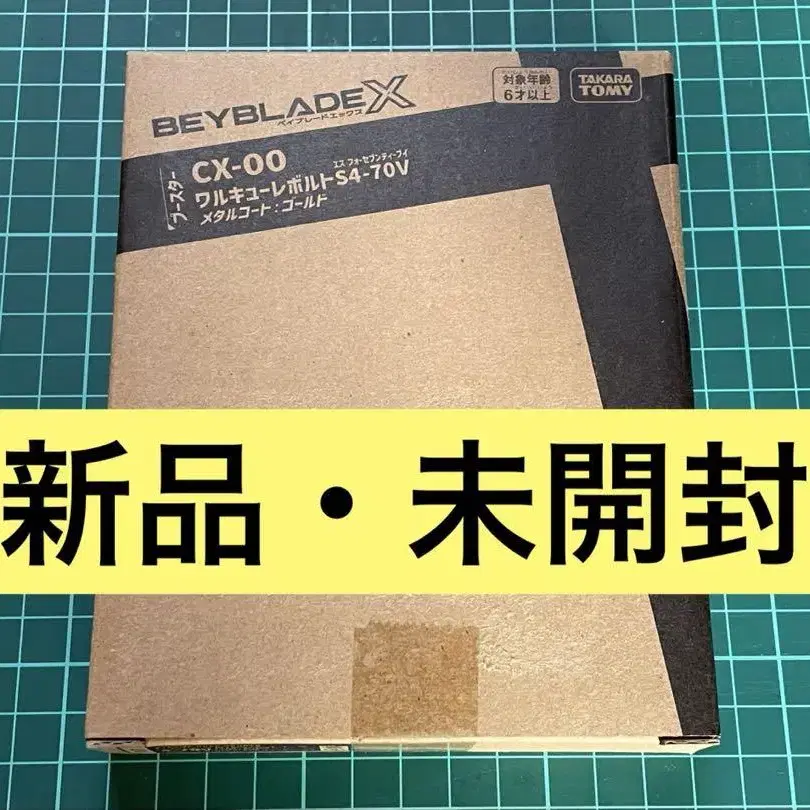 BEYBLADE X
ベイブレードエックス
対象年齢
6才以上
TAKARA
TOMY
ブースター
CX-00
エス フォーセブンティーブイ
ワルキューレボルトS4-70V
メタルコート:ゴールド
新品・未開封